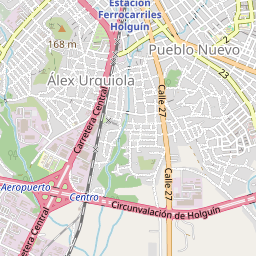 Estación
Ferrocarriles
Holguín
168 m
Pueblo Nuevo
2
23
Álex Urquiola
Calle 27
Carretera Central
Aeropuerto
Centro
Calle 27
Circunvalación de Holguín
Carretera Central